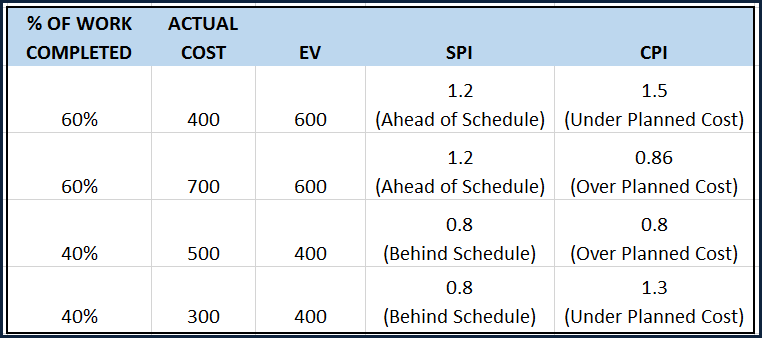 % OF WORK COMPLETED ACTUAL COST EV SPI CPI
60% 400 600 1.2 (Ahead of Schedule) 1.5 (Under Planned Cost)
60% 700 600 1.2 (Ahead of Schedule) 0.86 (Over Planned Cost)
40% 500 400 0.8 (Behind Schedule) 0.8 (Over Planned Cost)
40% 300 400 0.8 (Behind Schedule) 1.3 (Under Planned Cost)